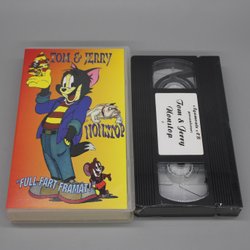 TOM & JERRY
NONSTOP
"FULL FART FRAMÅT!"
Tom & Jerry
Nonstop